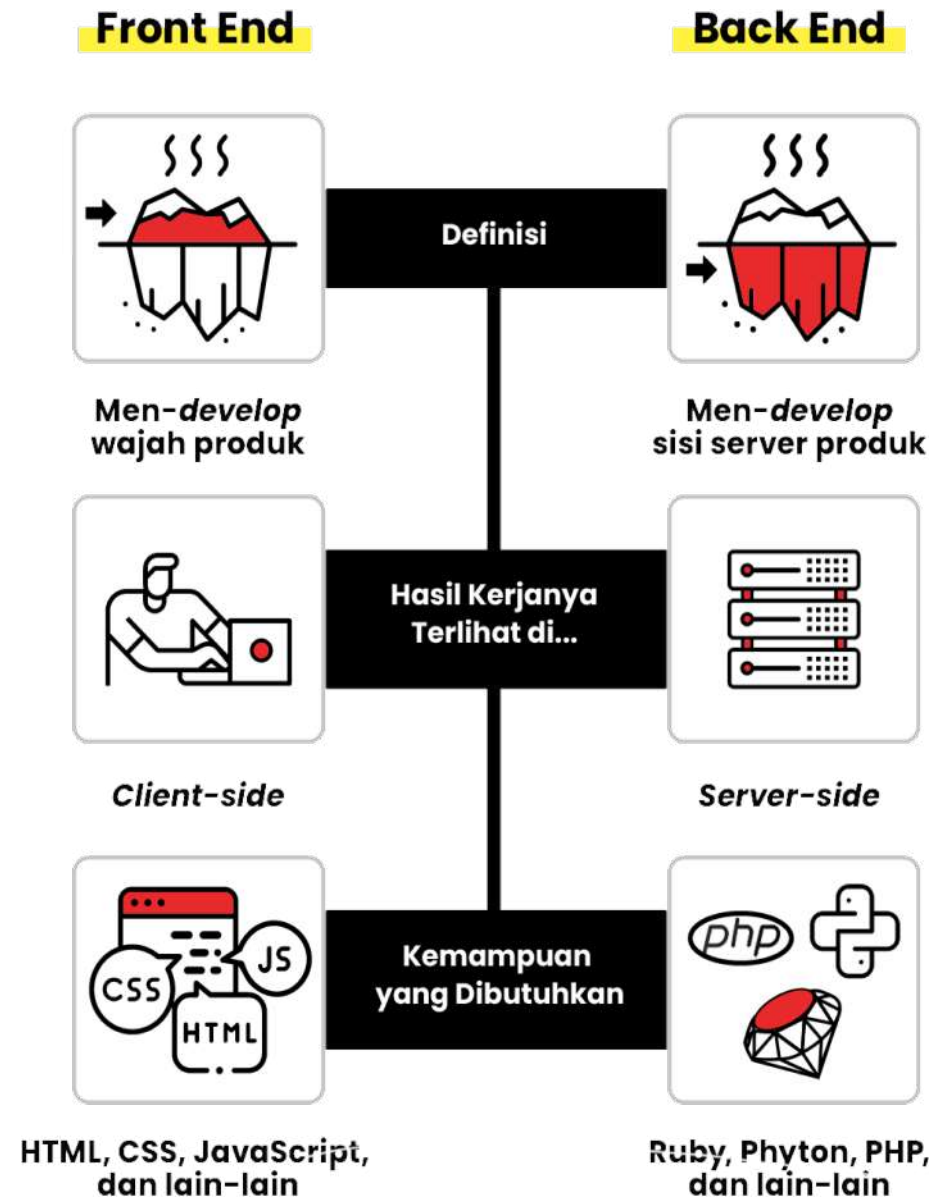 Front End
Back End
Definisi
Men-develop
wajah produk
Men-develop
sisi server produk
Hasil Kerjanya
Terlihat di...
Client-side
Server-side
CSS
JS
HTML
Kemampuan
yang Dibutuhkan
php
HTML, CSS, JavaScript,
dan lain-lain
Ruby, Phyton, PHP,
dan lain-lain